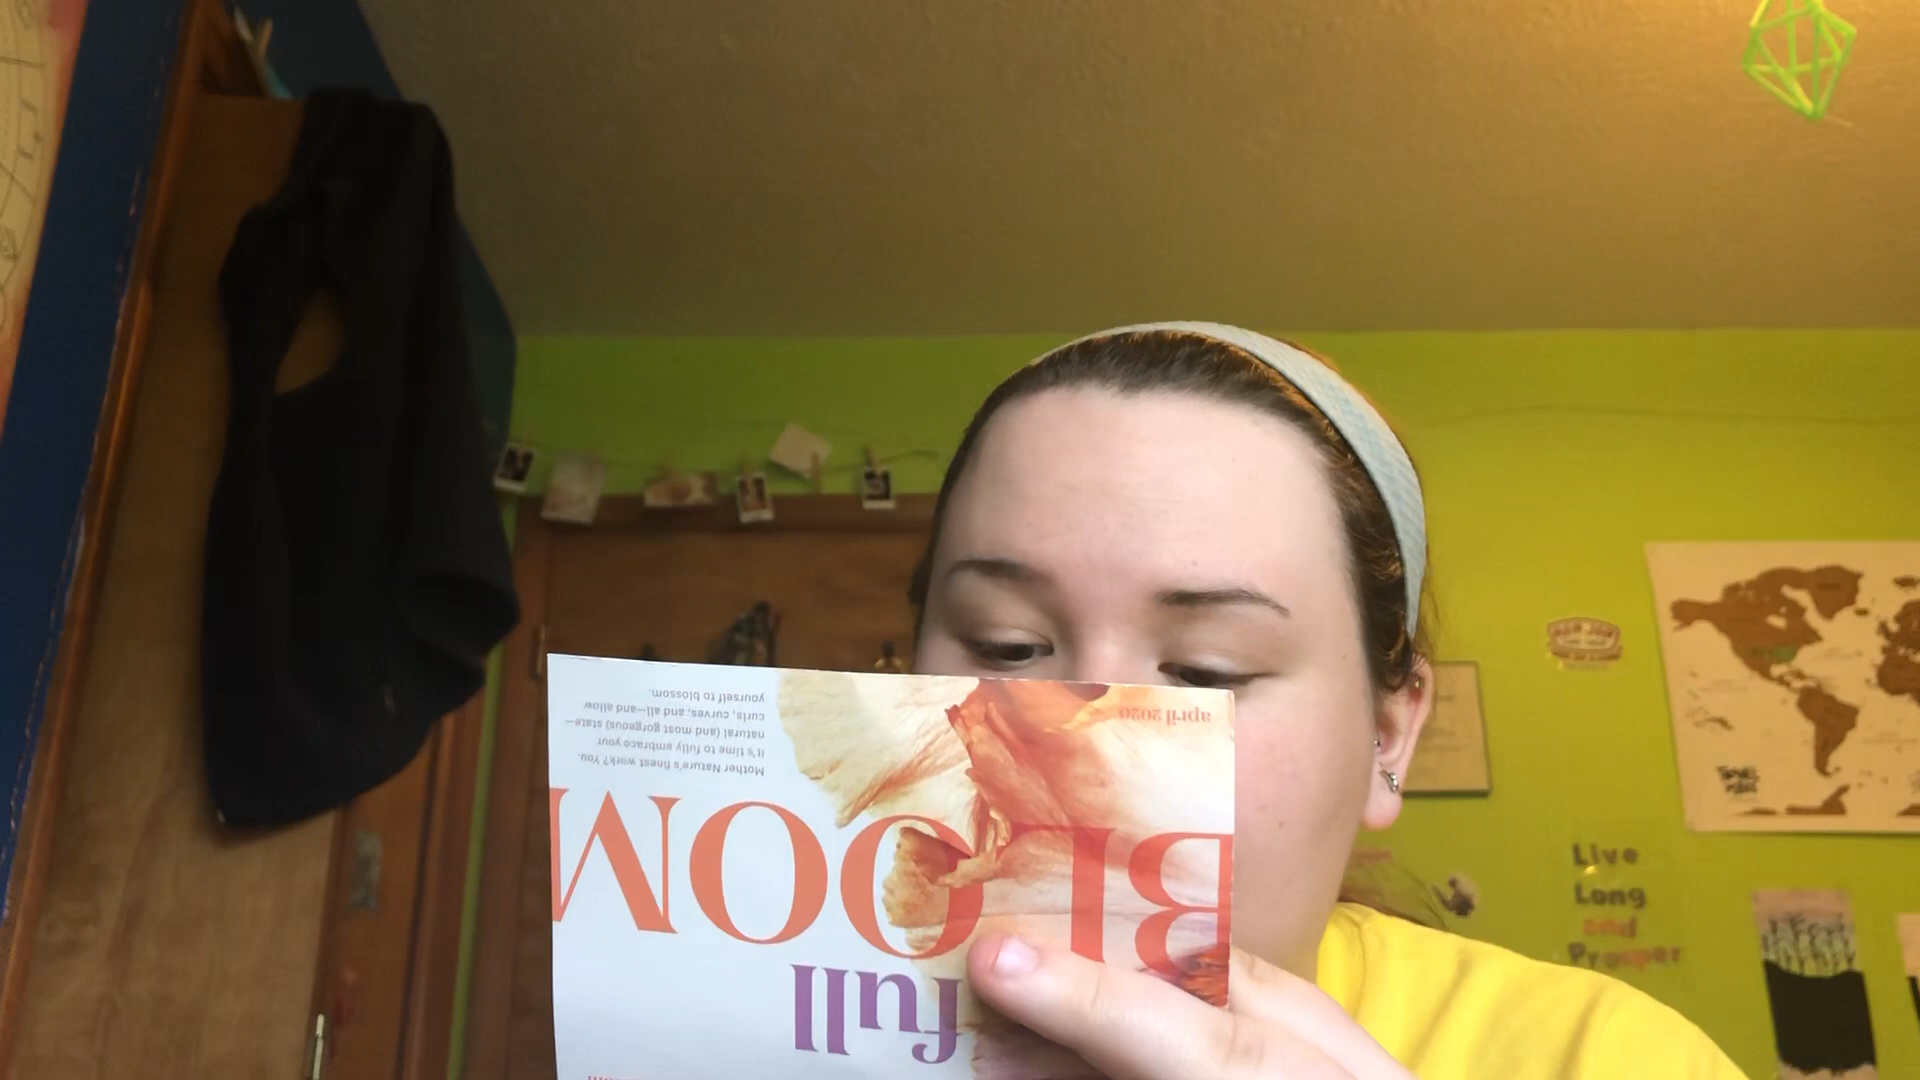 full
BLOOM
Mother Nature's finest work? You.
It's time to fully embrace your
natural (and most gorgeous) state—
curls, curves, and all—and allow
yourself to blossom.
april 2020
Live
Long
and
Prosper